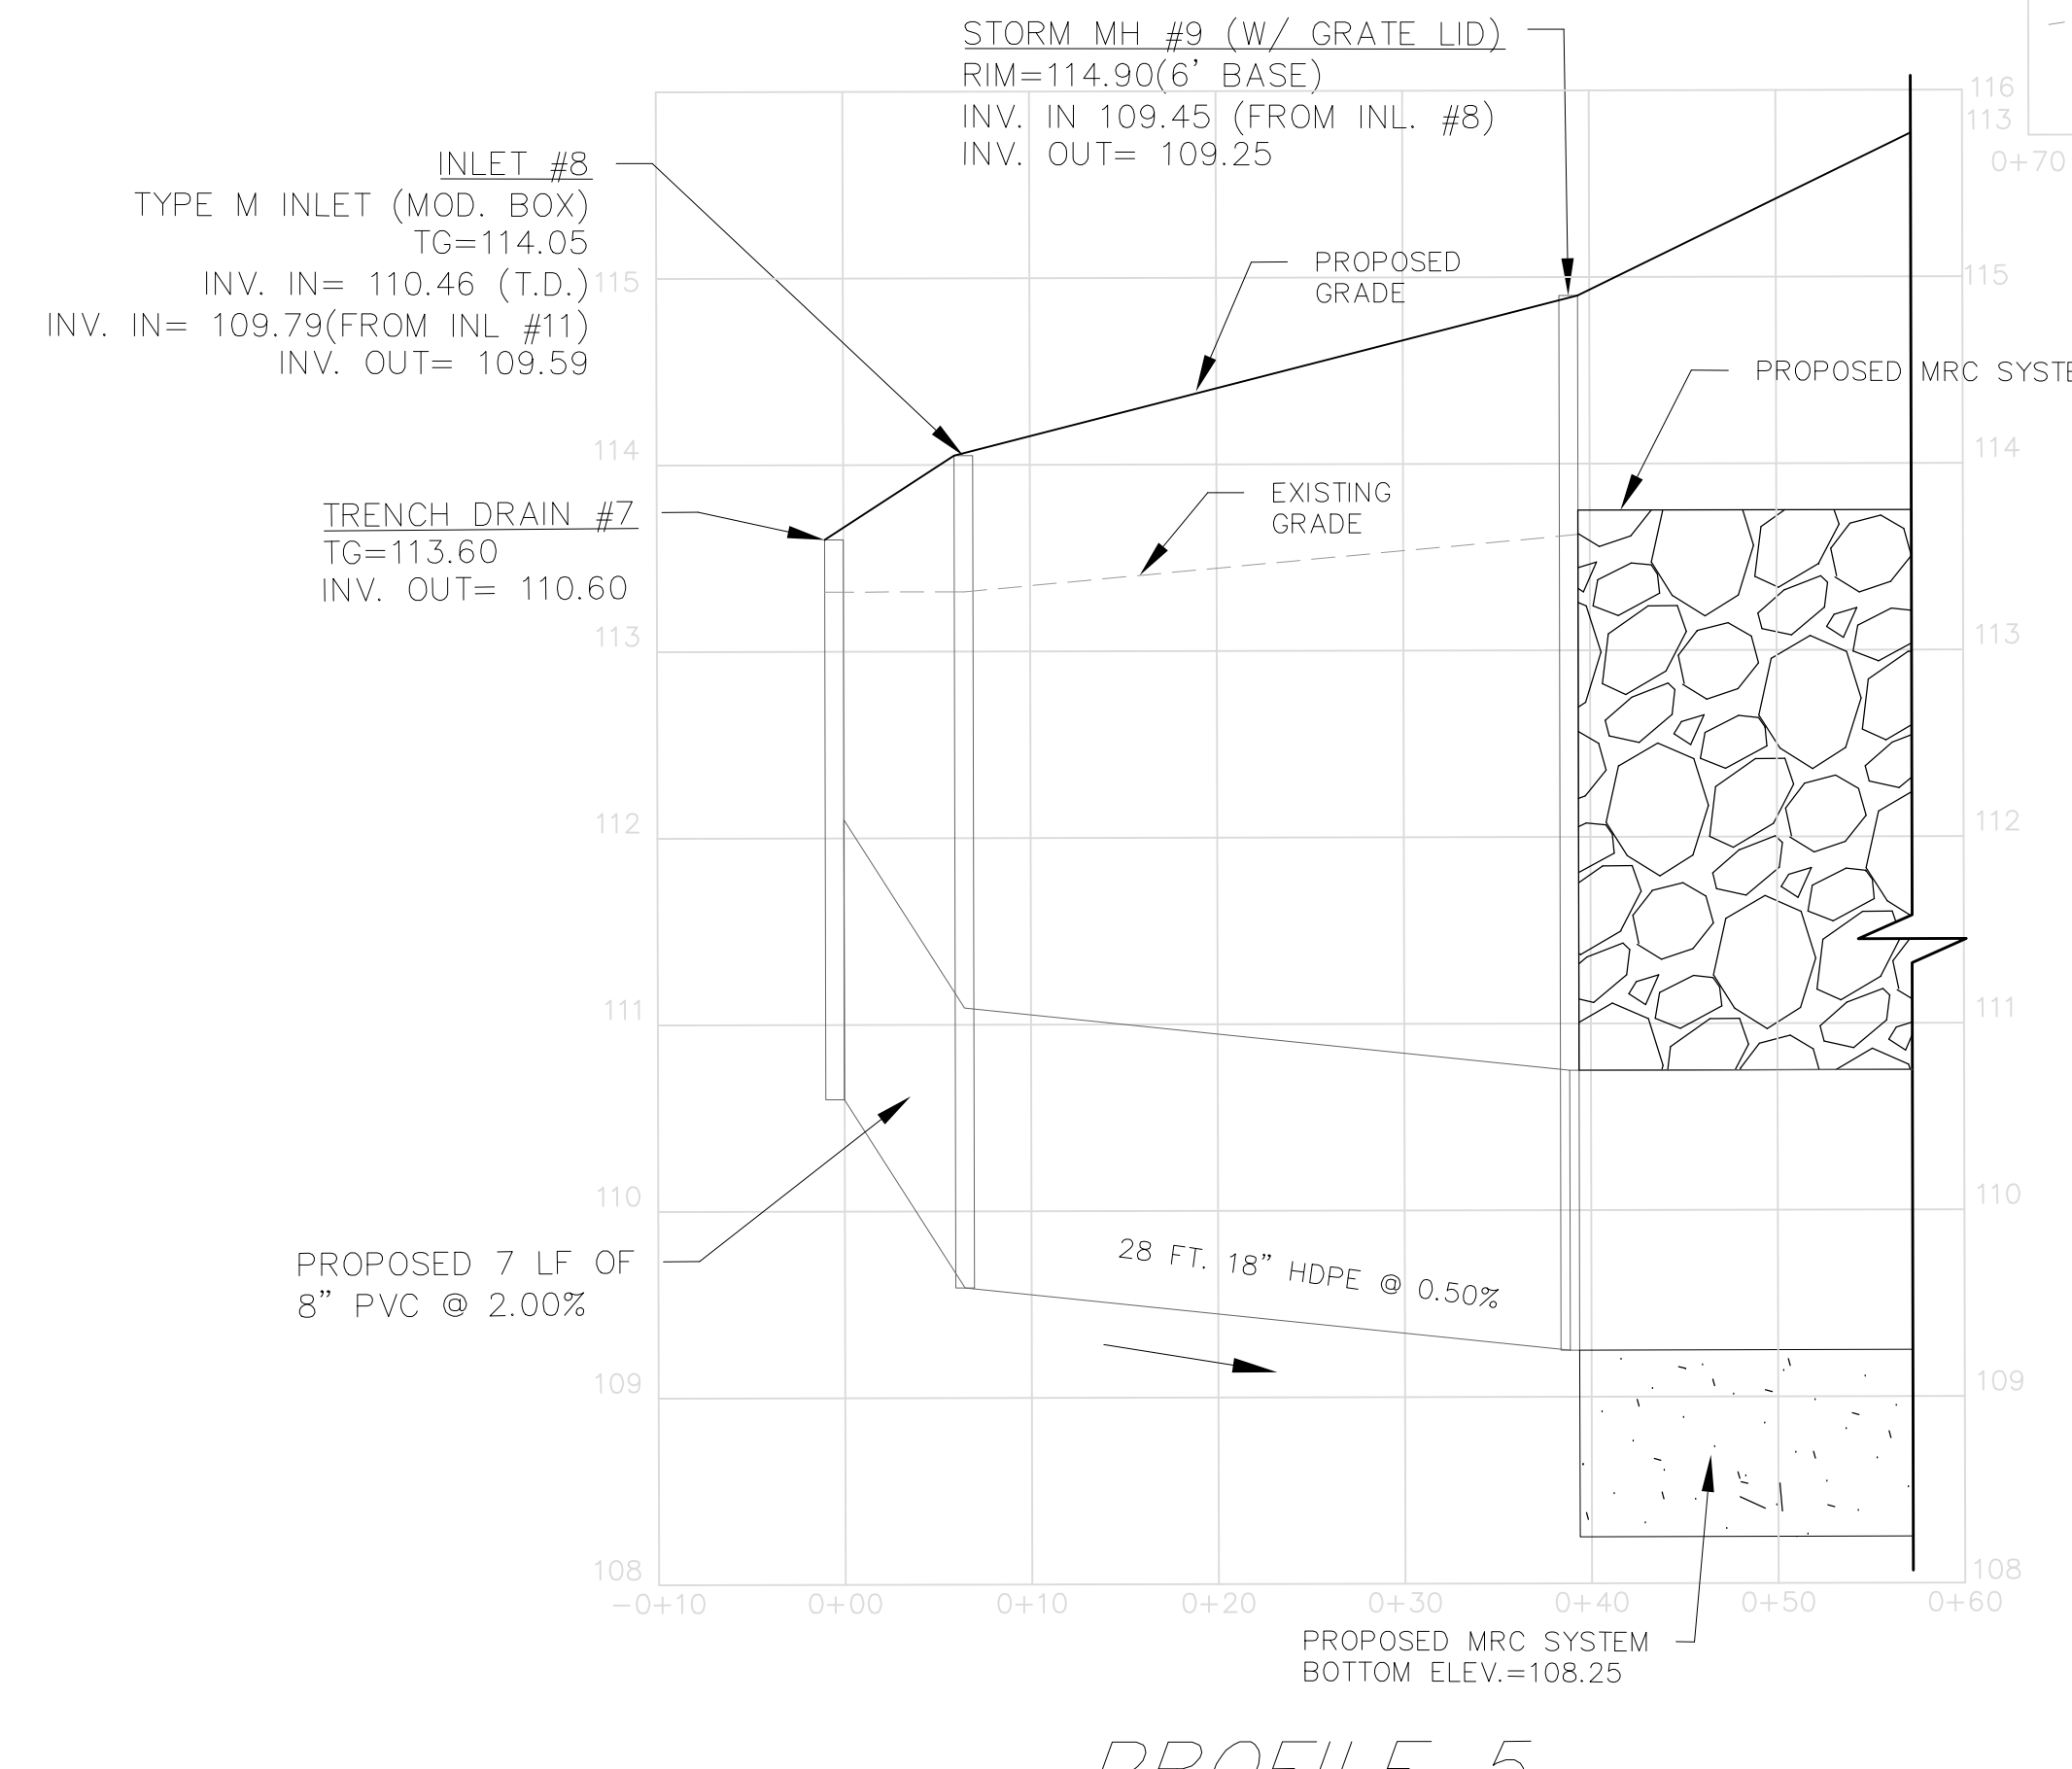 STORM MH #9 (W/ GRATE LID)
RIM=114.90(6' BASE)
INV. IN 109.45 (FROM INL. #8)
INV. OUT= 109.25
INLET #8
TYPE M INLET (MOD. BOX)
TG=114.05
INV. IN= 110.46 (T.D.)
INV. IN= 109.79(FROM INL #11)
INV. OUT= 109.59
116
113
0+70
115
115
PROPOSED
GRADE
PROPOSED MRC SYSTE
114
114
EXISTING
GRADE
TRENCH DRAIN #7
TG=113.60
INV. OUT= 110.60
113
113
112
112
111
111
110
110
PROPOSED 7 LF OF
8" PVC @ 2.00%
28 FT. 18" HDPE @ 0.50%
109
109
108
108
-0+10 0+00 0+10 0+20 0+30 0+40 0+50 0+60
PROPOSED MRC SYSTEM
BOTTOM ELEV.=108.25
PROFILE 5